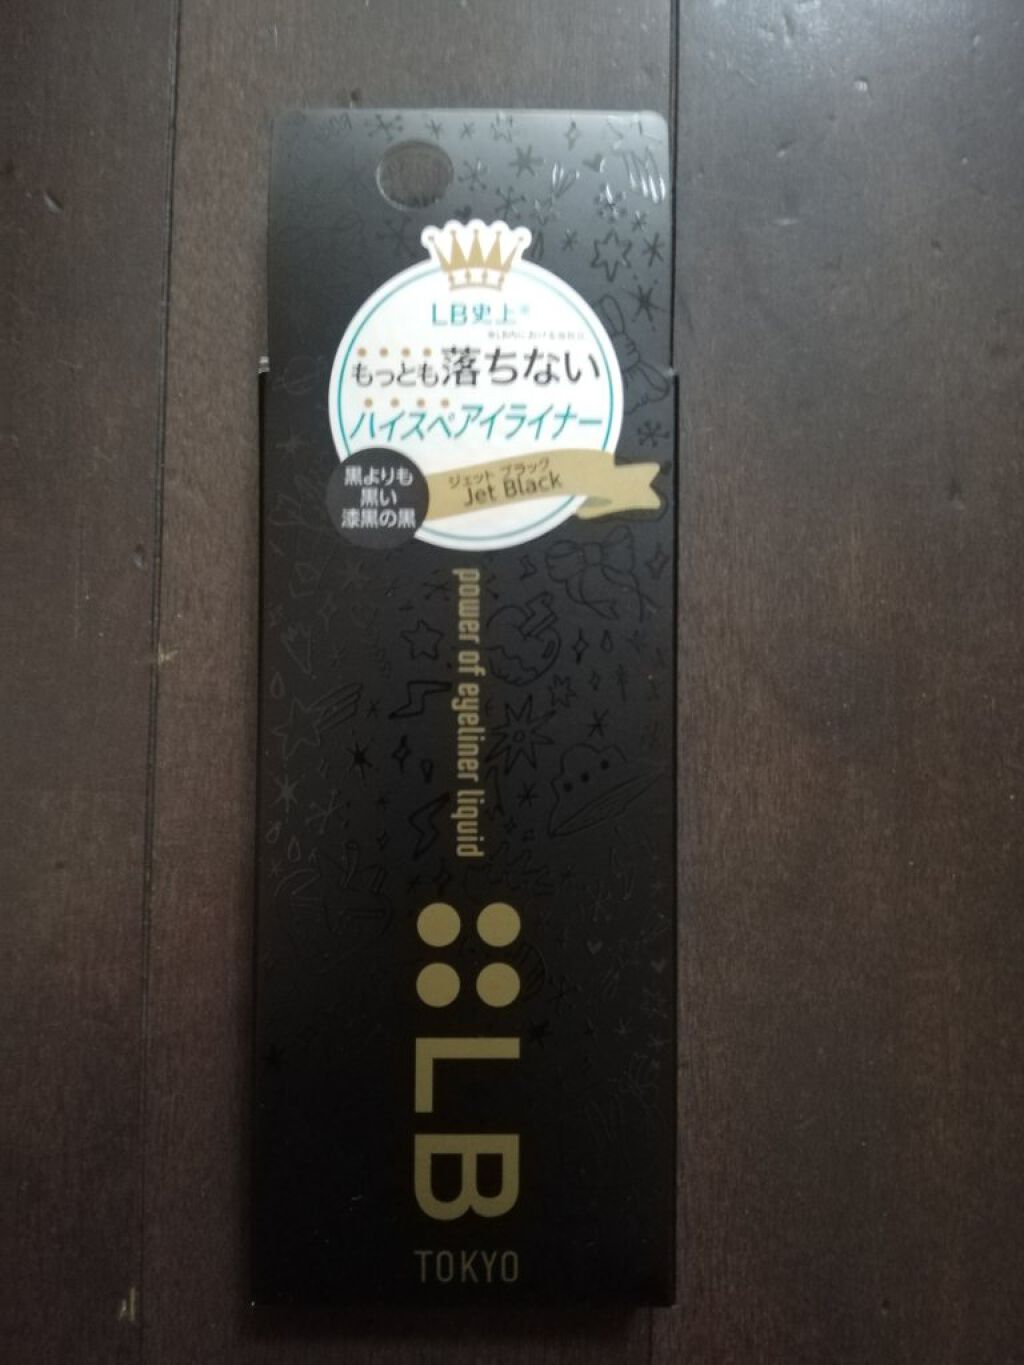 LB史上※
もっとも落ちない
ハイスペアイライナー
ジェット ブラック
Jet Black
黒よりも
黒い
漆黒の黒
power of eyeliner liquid
LB
TOKYO